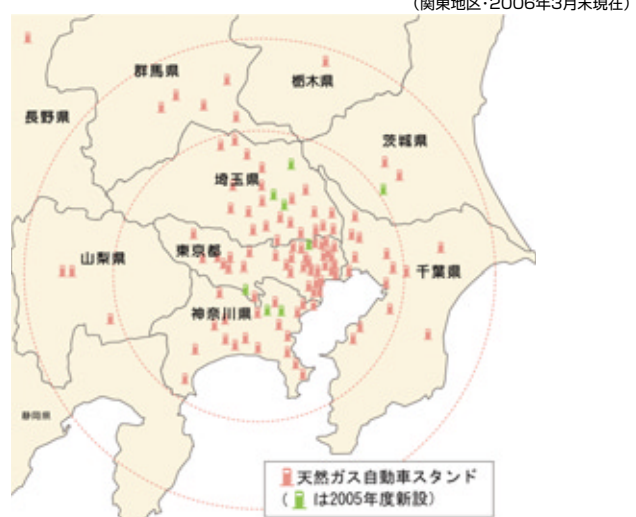 （関東地区・2006年3月末現在）
群馬県
栃木県
長野県
茨城県
埼玉県
東京都
山梨県
千葉県
神奈川県
静岡県
天然ガス自動車スタンド
（ は2005年度新設）